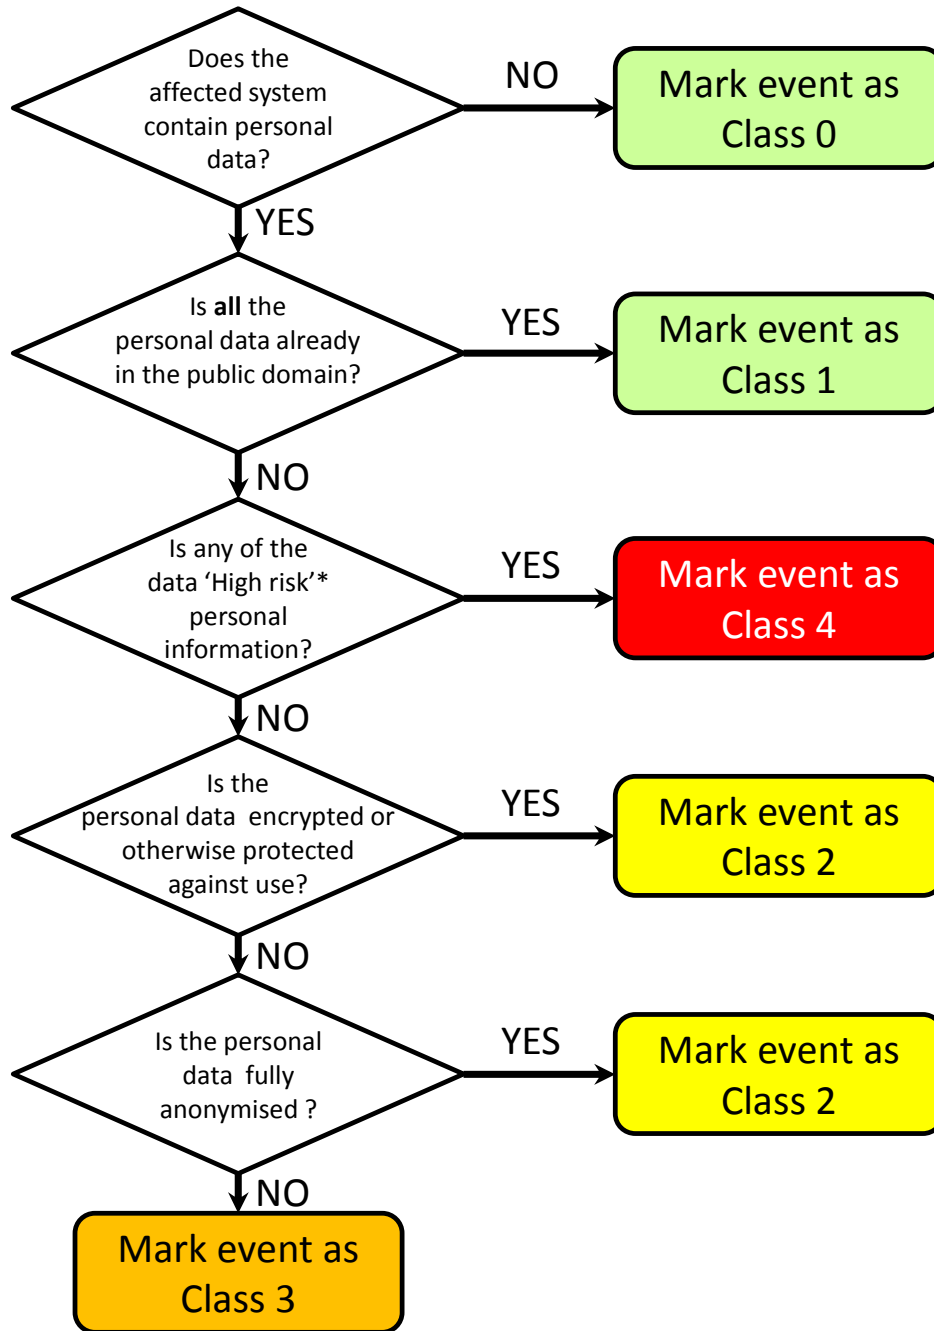 Does the
affected system
contain personal
data?
NO
Mark event as
Class 0
YES
Is all the
personal data already
in the public domain?
YES
Mark event as
Class 1
NO
Is any of the
data ‘High risk’*
personal
information?
YES
Mark event as
Class 4
NO
Is the
personal data encrypted or
otherwise protected
against use?
YES
Mark event as
Class 2
NO
Is the personal
data fully
anonymised ?
YES
Mark event as
Class 2
NO
Mark event as
Class 3